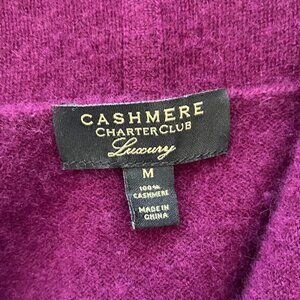 CASHMERE
CHARTER CLUB
Luxury
M
100%
CASHMERE
MADE IN
CHINA